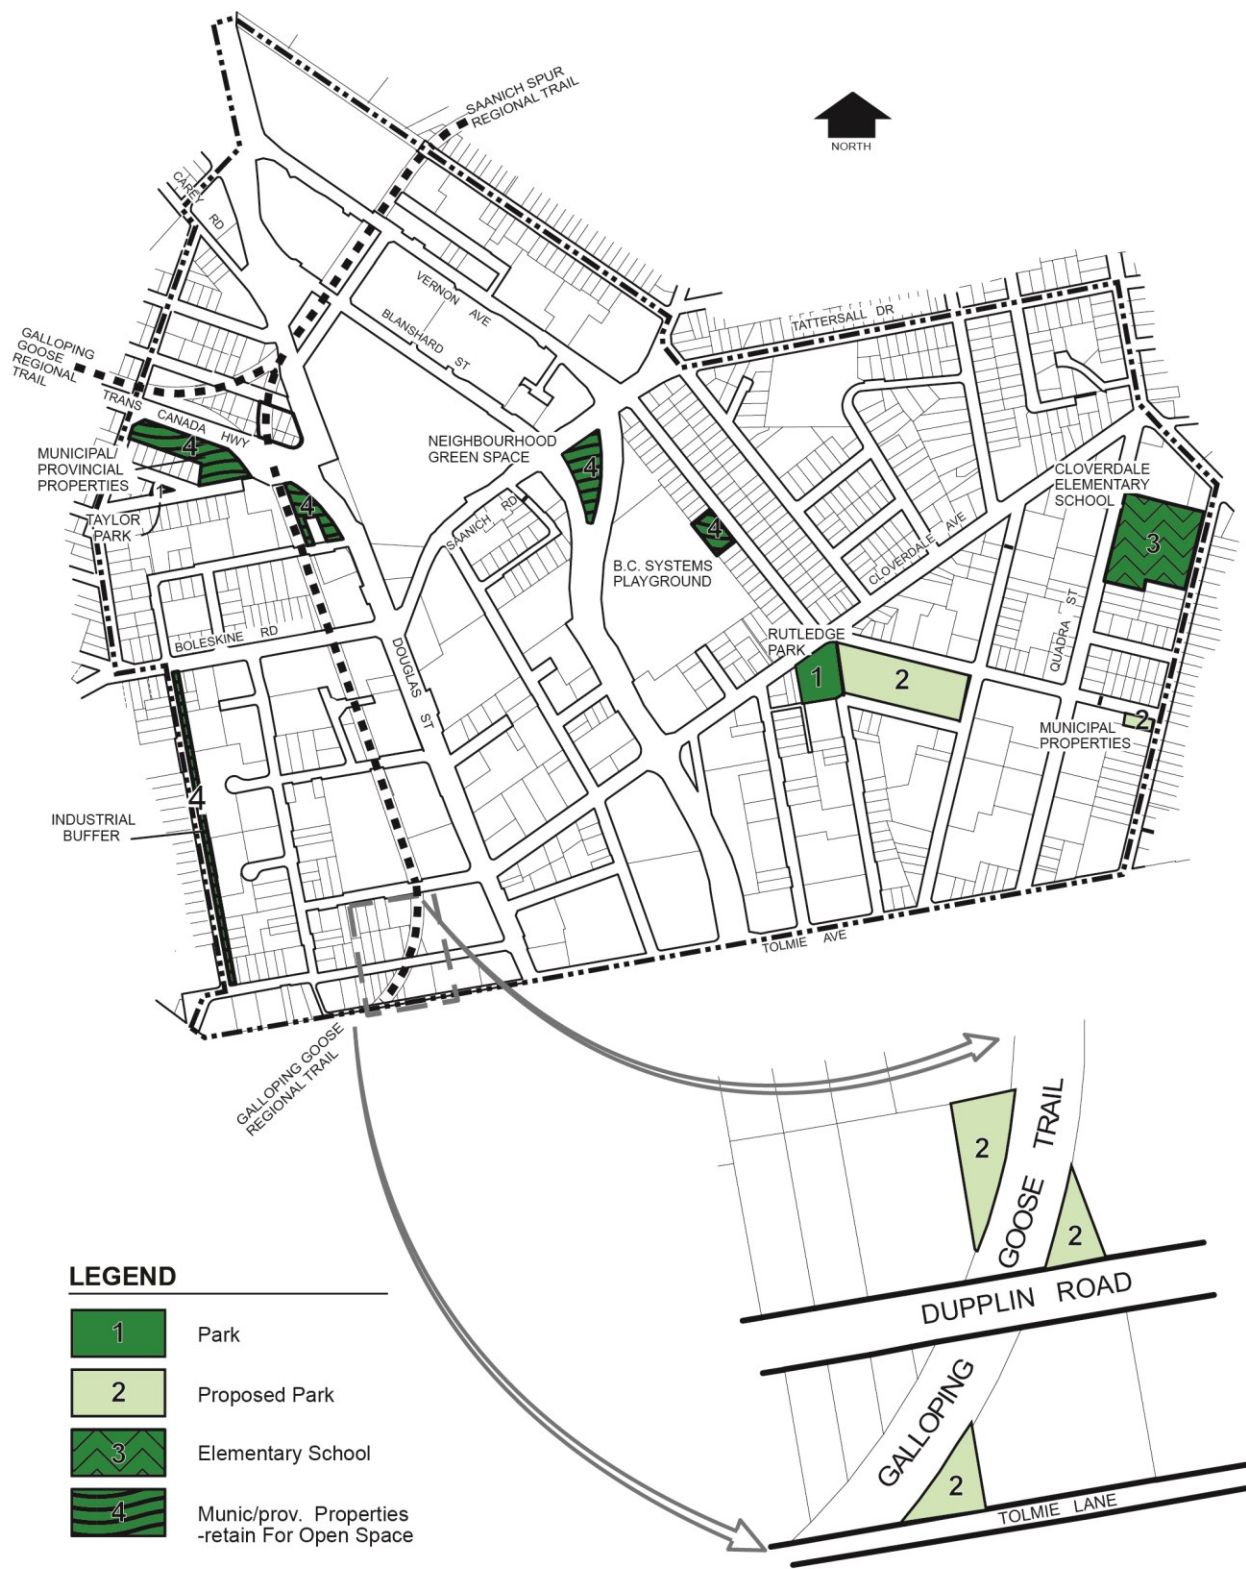 SAANICH SPUR
REGIONAL TRAIL
NORTH
CAREY
RD
VERNON AVE
BLANSHARD ST
TATTERSALL DR
GALLOPING
GOOSE
REGIONAL
TRAIL
TRANS CANADA HWY
NEIGHBOURHOOD
GREEN SPACE
MUNICIPAL/
PROVINCIAL
PROPERTIES
4
4
4
4
1
TAYLOR
PARK
SAANICH RD
CLOVERDALE
ELEMENTARY
SCHOOL
3
CLOVERDALE AVE
B.C. SYSTEMS
PLAYGROUND
QUADRA ST
BOLESKINE RD
DOUGLAS ST
RUTLEDGE
PARK
1
2
2
MUNICIPAL
PROPERTIES
4
INDUSTRIAL
BUFFER
TOLMIE AVE
GALLOPING GOOSE
REGIONAL TRAIL
GALLOPING GOOSE TRAIL
2
2
DUPPLIN ROAD
2
TOLMIE LANE
LEGEND
1 Park
2 Proposed Park
3 Elementary School
4 Munic/prov. Properties
-retain For Open Space